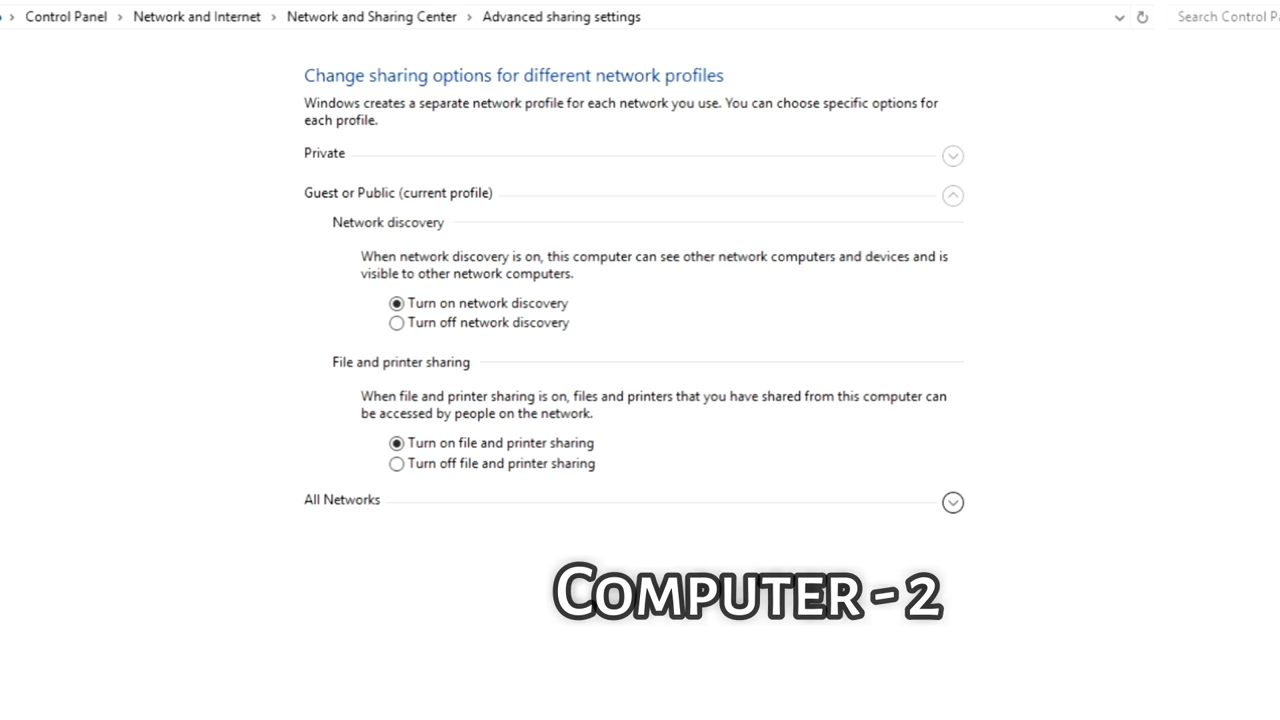 Control Panel › Network and Internet › Network and Sharing Center › Advanced sharing settings
Search Control
Change sharing options for different network profiles
Windows creates a separate network profile for each network you use. You can choose specific options for
each profile.
Private
Guest or Public (current profile)
Network discovery
When network discovery is on, this computer can see other network computers and devices and is
visible to other network computers.
Turn on network discovery
Turn off network discovery
File and printer sharing
When file and printer sharing is on, files and printers that you have shared from this computer can
be accessed by people on the network.
Turn on file and printer sharing
Turn off file and printer sharing
All Networks
Computer - 2